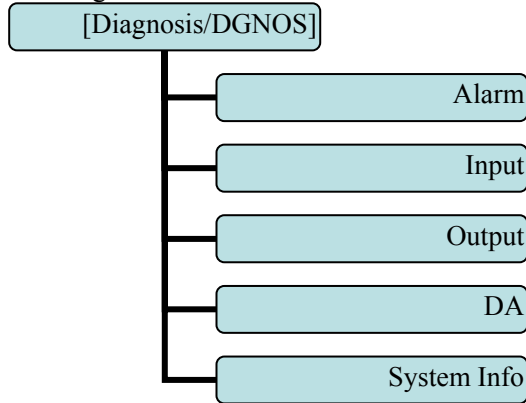 [Diagnosis/DGNOS]
Alarm
Input
Output
DA
System Info